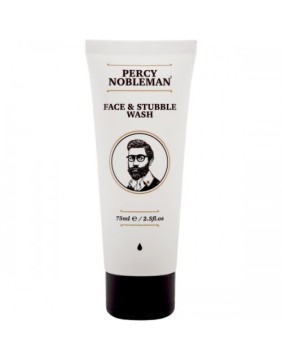 PERCY
NOBLEMAN®
FACE & STUBBLE
WASH
75ml ℮ / 2.5fl.oz